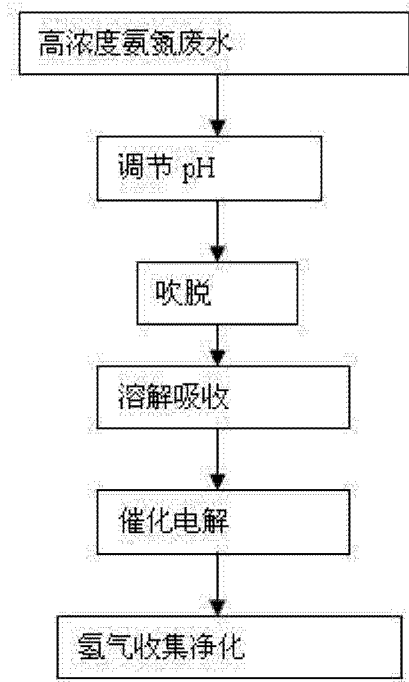 高浓度氨氮废水
调节 pH
吹脱
溶解吸收
催化电解
氢气收集净化